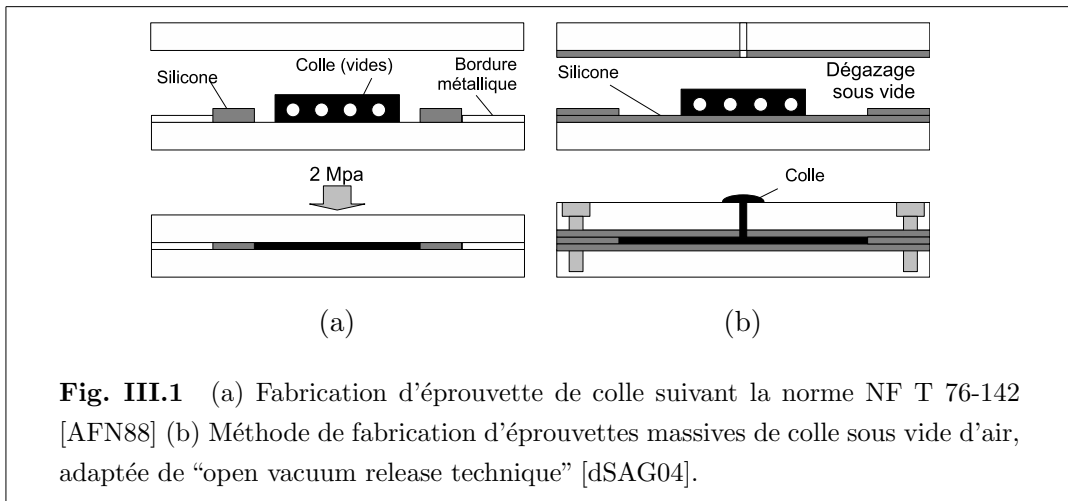 Silicone
Colle (vides)
Bordure
métallique
2 Mpa
(a)
Silicone
Dégazage
sous vide
Colle
(b)
Fig. III.1 (a) Fabrication d'éprouvette de colle suivant la norme NF T 76-142
[AFN88] (b) Méthode de fabrication d'éprouvettes massives de colle sous vide d'air,
adaptée de “open vacuum release technique” [dSAG04].